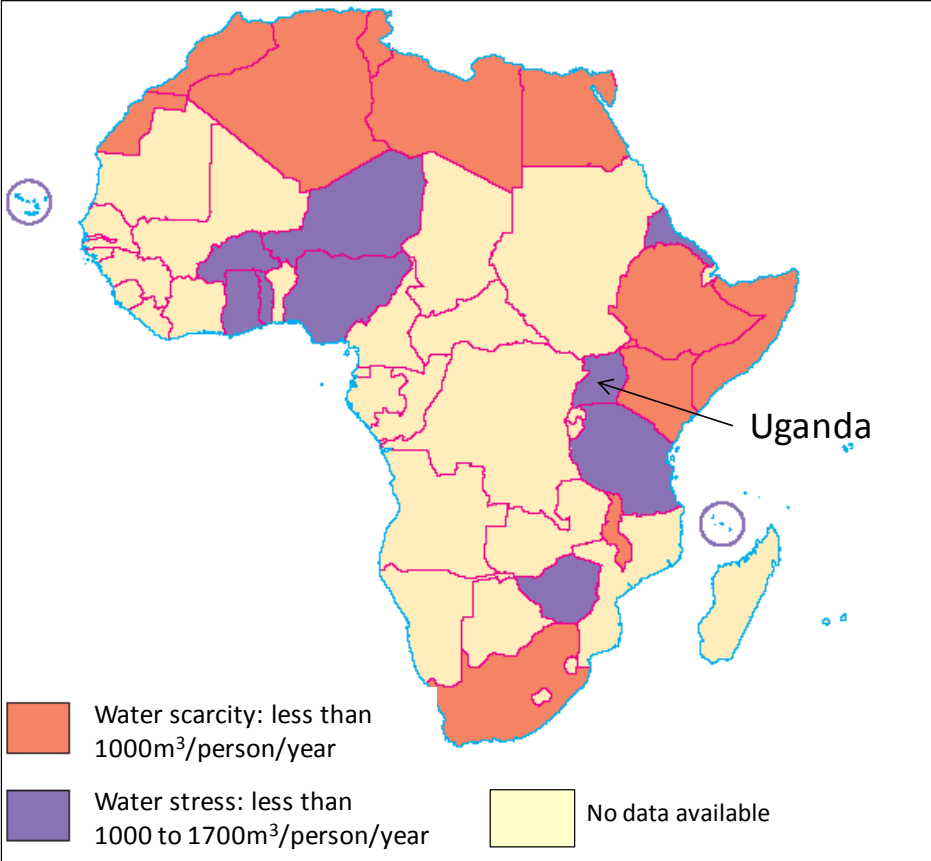 Uganda
Water scarcity: less than
1000m³/person/year
Water stress: less than
1000 to 1700m³/person/year
No data available